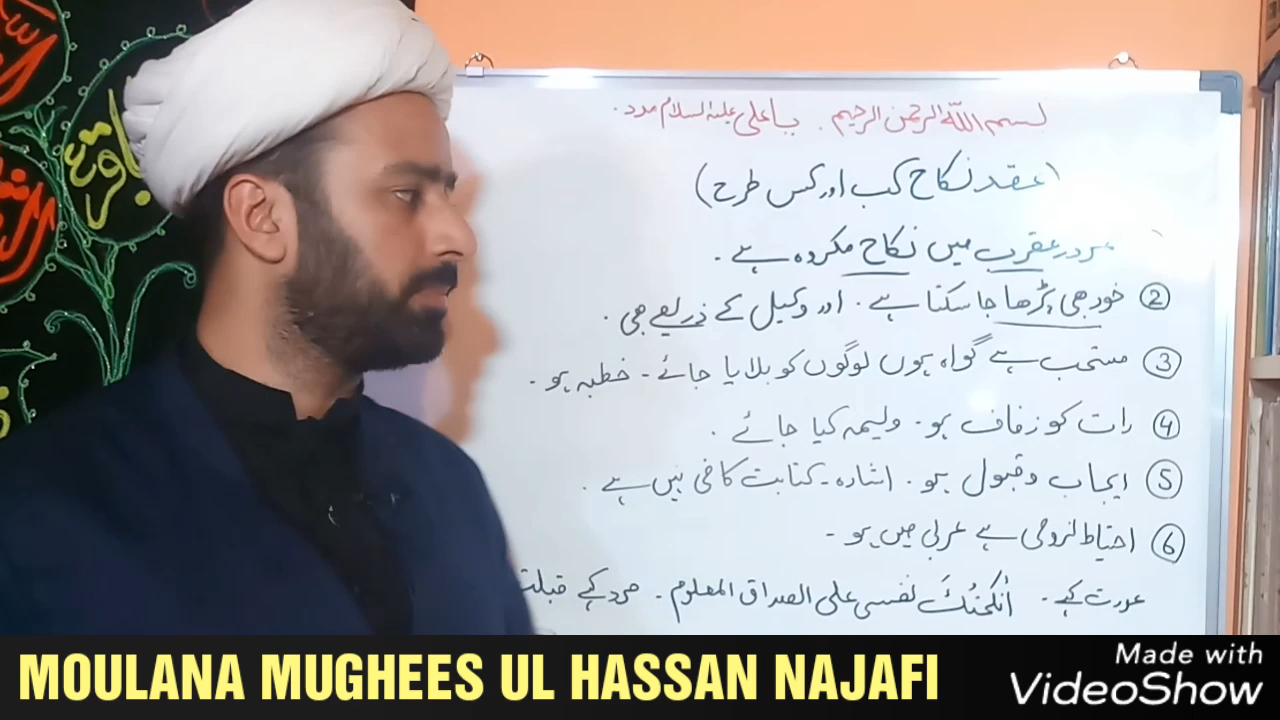 بسم اللہ الرحمن الرحیم. یا علی علیہ السلام مدد.
(عقد نکاح کب اور کس طرح)
در عقرب میں نکاح مکروہ ہے.
② خود بھی پڑھا جا سکتا ہے. اور وکیل کے ذریعے بھی.
③ مستحب ہے گواہ ہوں لوگوں کو بلایا جائے - خطبہ ہو -
④ رات کو زفاف ہو - ولیمہ کیا جائے.
⑤ ایجاب و قبول ہو. اشارہ - کتابت کافی نہیں ہے.
⑥ احتیاط لزومی ہے عربی میں ہو -
عورت کہے - أنکحتُکَ نفسی علی الصداق المعلوم - مرد کہے قبلت
باقر
MOULANA MUGHEES UL HASSAN NAJAFI
Made with
VideoShow